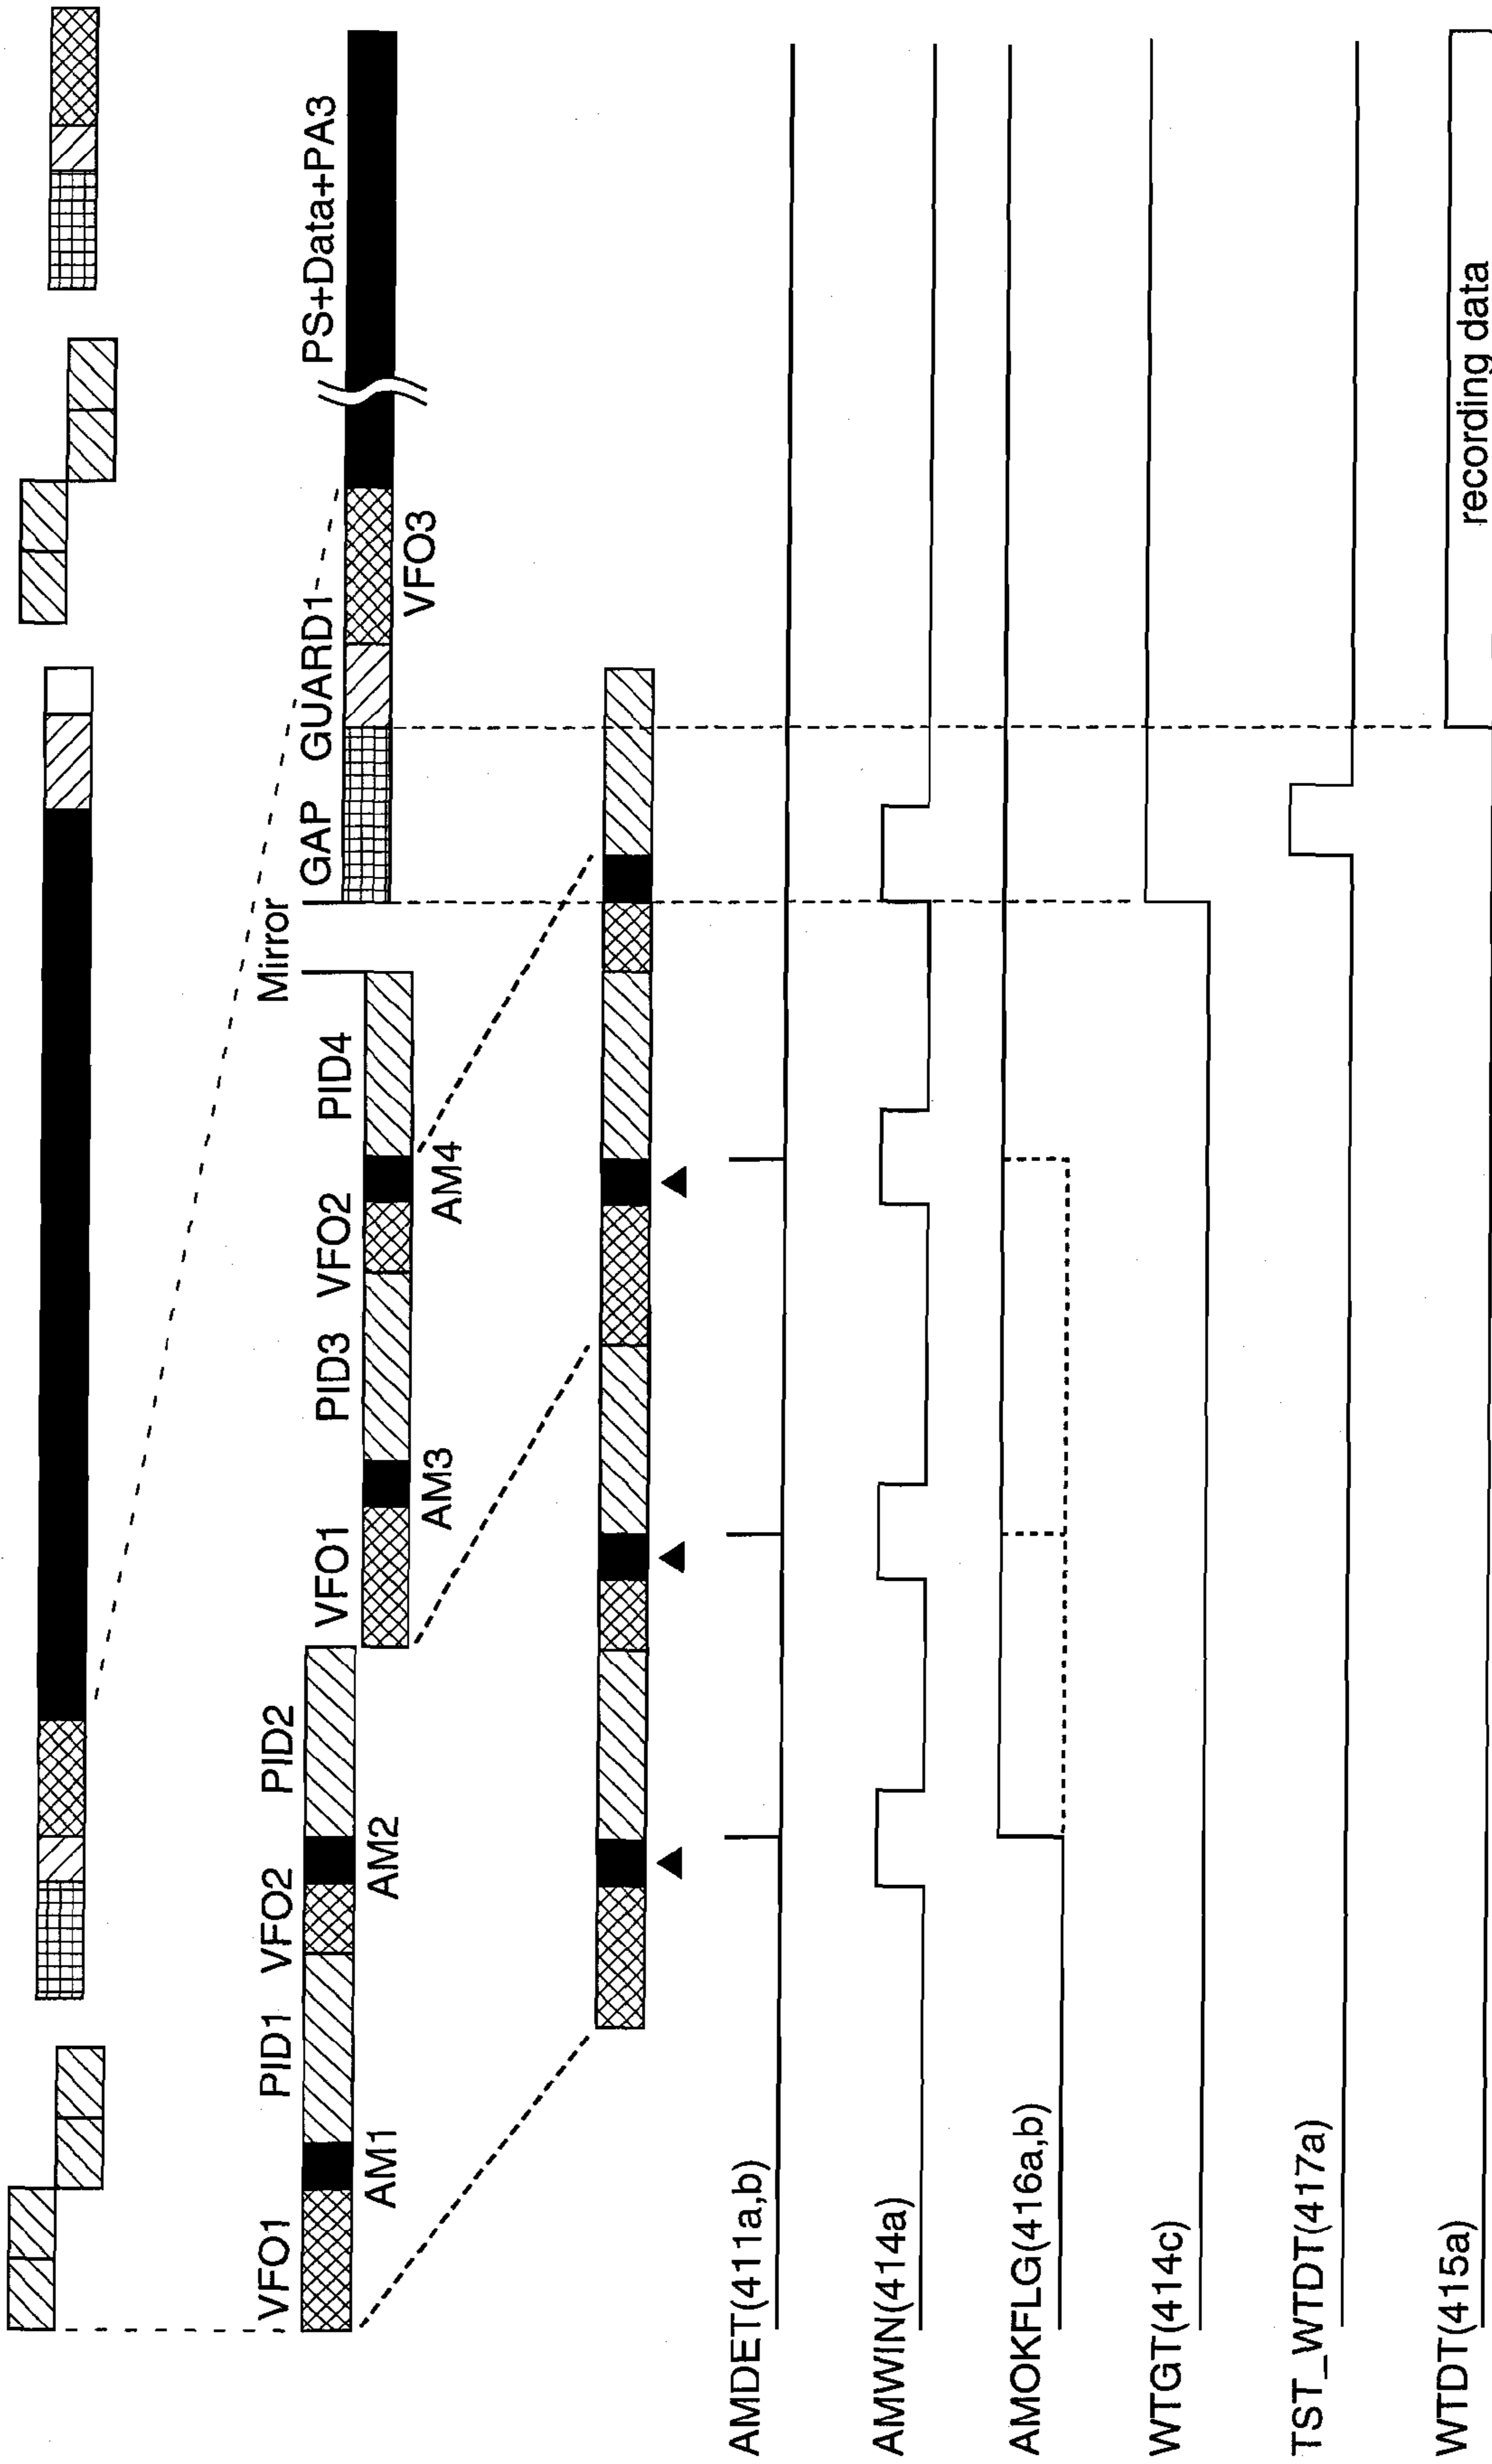 VFO1 PID1 VFO2 PID2
AM1 AM2
VFO1 PID3 VFO2 PID4
AM3 AM4
Mirror
GAP GUARD1 PS+Data+PA3
VFO3
AMDET(411a,b)
AMWIN(414a)
AMOKFLG(416a,b)
WTGT(414c)
TST_WTDT(417a)
WTDT(415a)
recording data